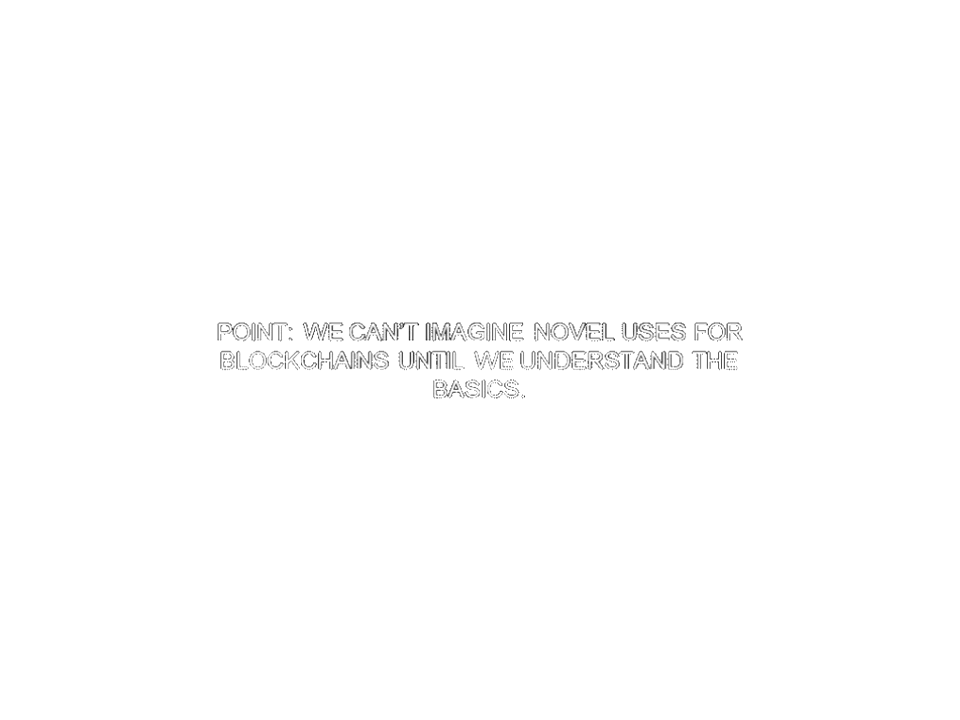 POINT: WE CAN'T IMAGINE NOVEL USES FOR
BLOCKCHAINS UNTIL WE UNDERSTAND THE
BASICS.